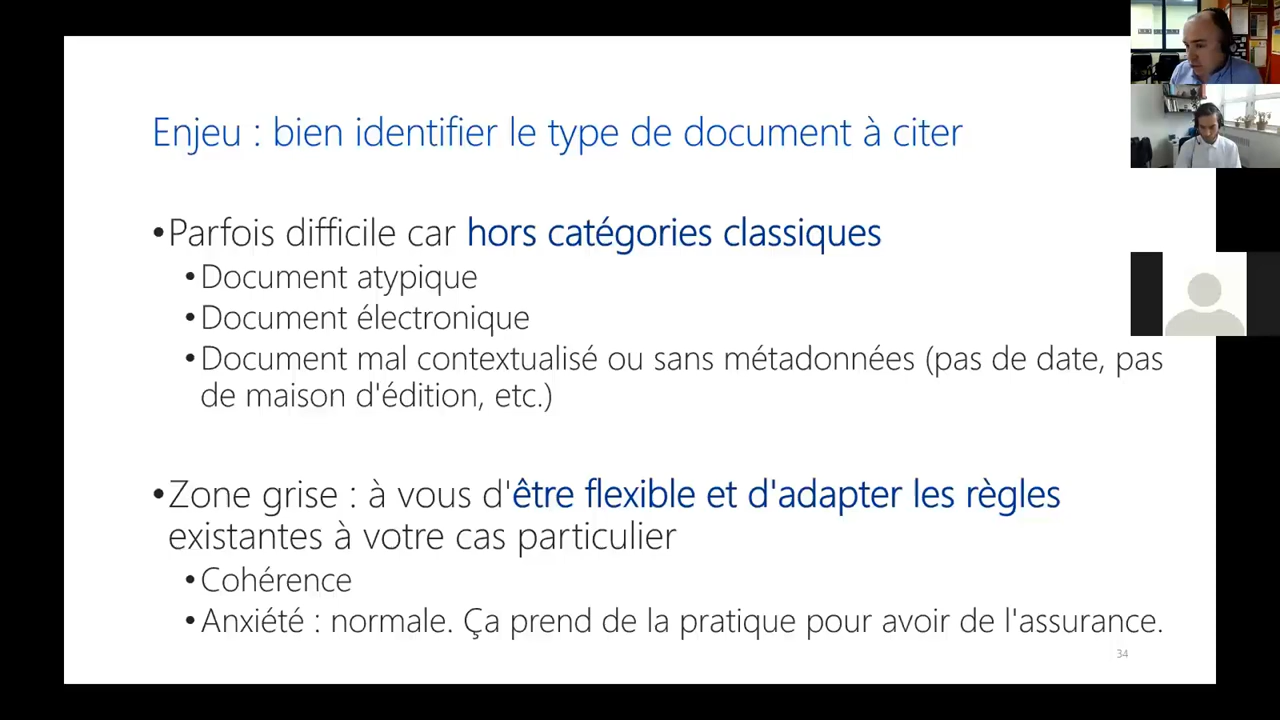 Enjeu : bien identifier le type de document à citer
•Parfois difficile car hors catégories classiques
•Document atypique
•Document électronique
•Document mal contextualisé ou sans métadonnées (pas de date, pas
de maison d'édition, etc.)
•Zone grise : à vous d'être flexible et d'adapter les règles
existantes à votre cas particulier
•Cohérence
•Anxiété : normale. Ça prend de la pratique pour avoir de l'assurance.
34